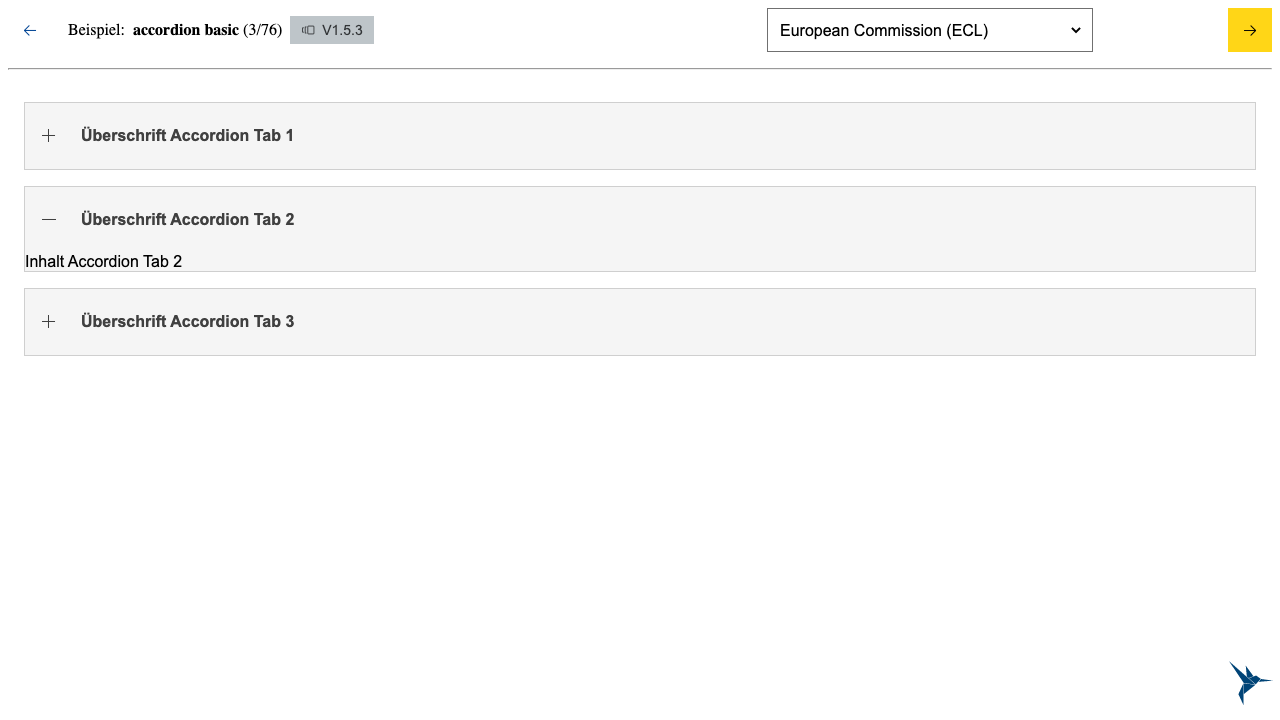 Beispiel: accordion basic (3/76) V1.5.3 European Commission (ECL)
Überschrift Accordion Tab 1
Überschrift Accordion Tab 2
Inhalt Accordion Tab 2
Überschrift Accordion Tab 3